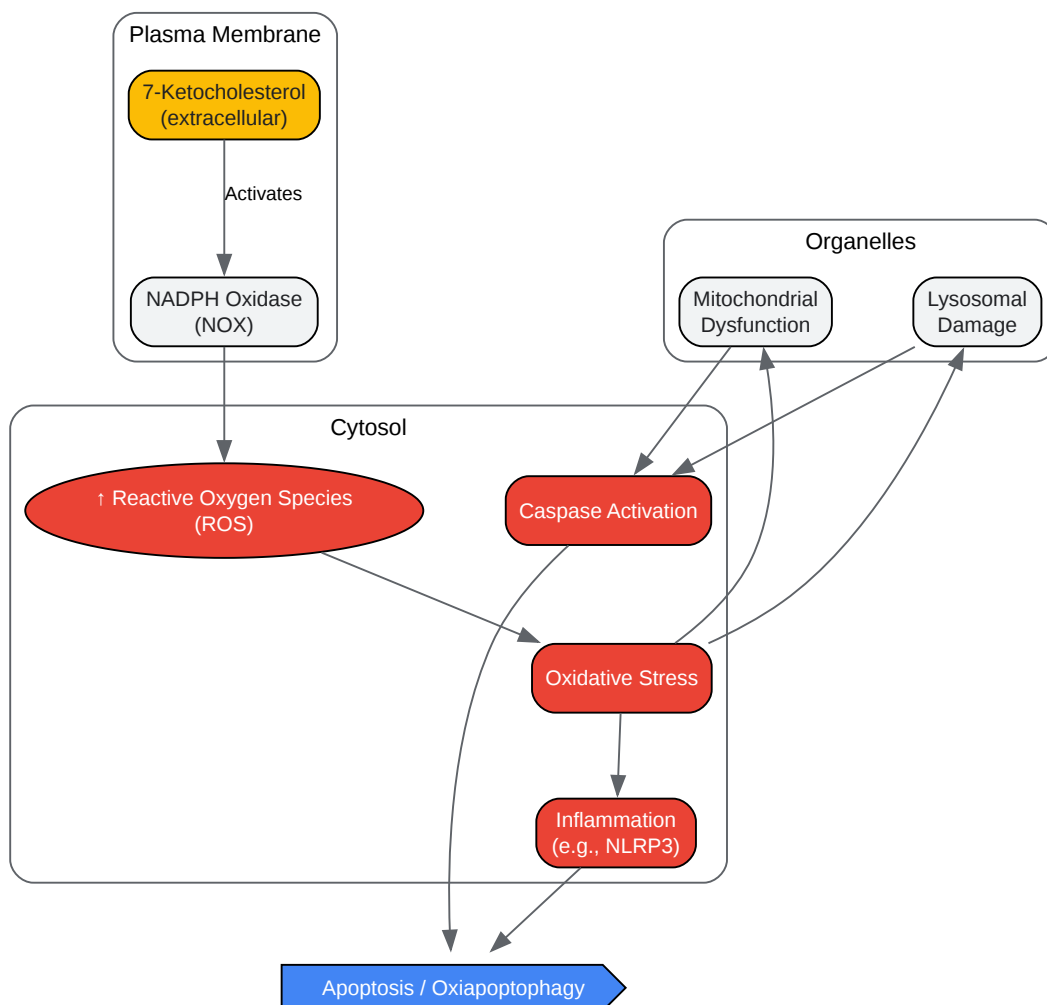 Plasma Membrane
7-Ketocholesterol
(extracellular)
Activates
NADPH Oxidase
(NOX)
Organelles
Mitochondrial
Dysfunction
Lysosomal
Damage
Cytosol
↑ Reactive Oxygen Species
(ROS)
Caspase Activation
Oxidative Stress
Inflammation
(e.g., NLRP3)
Apoptosis / Oxiapoptophagy